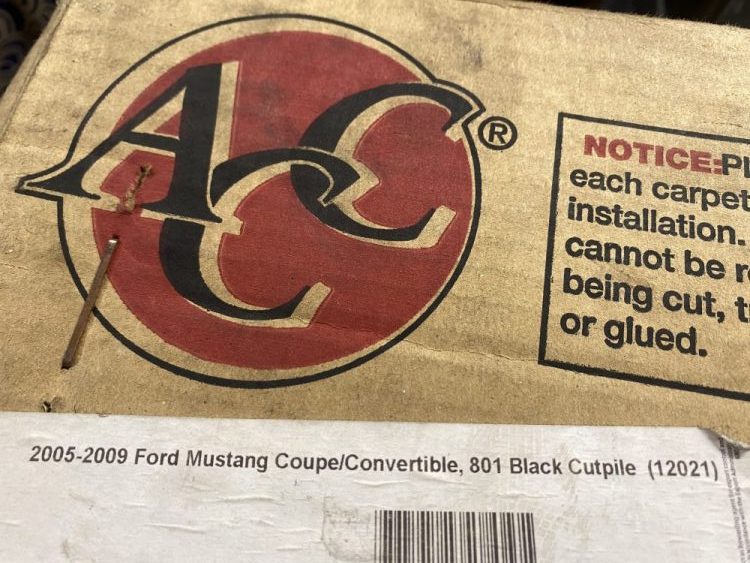 ACC®
NOTICE:
each carpet
installation.
cannot be
being cut,
or glued.
2005-2009 Ford Mustang Coupe/Convertible, 801 Black Cutpile (12021)